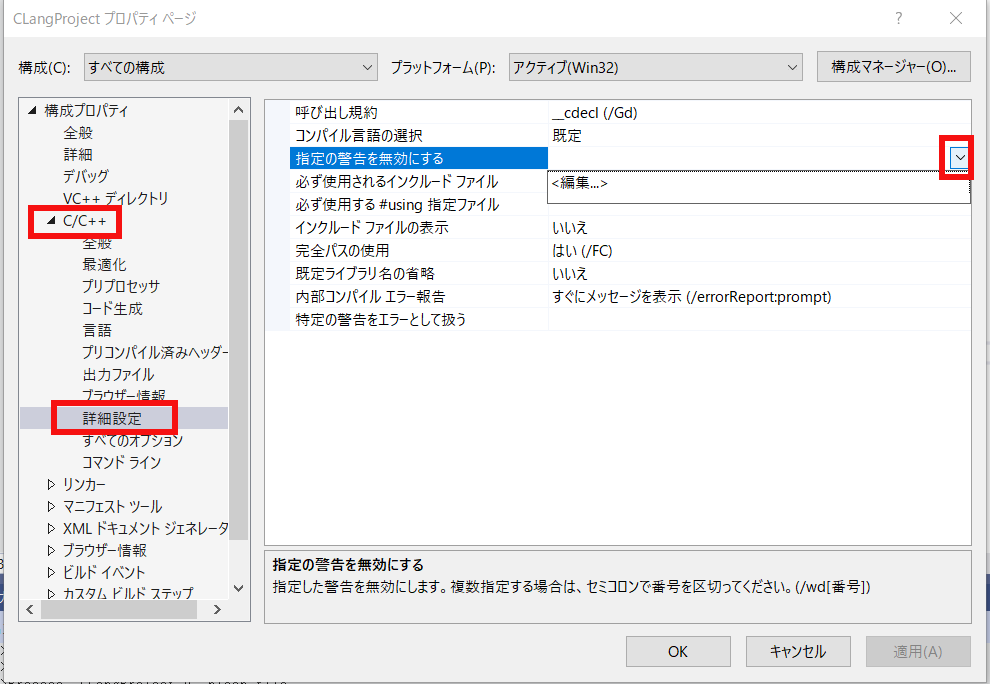 CLangProject プロパティ ページ
?
構成(C):
すべての構成
プラットフォーム(P):
アクティブ(Win32)
構成マネージャー(O)...
構成プロパティ
全般
詳細
デバッグ
VC++ ディレクトリ
C/C++
全般
最適化
プリプロセッサ
コード生成
言語
プリコンパイル済みヘッダー
出力ファイル
ブラウザー情報
詳細設定
すべてのオプション
コマンド ライン
リンカー
マニフェスト ツール
XML ドキュメント ジェネレータ
ブラウザー情報
ビルド イベント
カスタム ビルド ステップ
呼び出し規約
__cdecl (/Gd)
コンパイル言語の選択
既定
指定の警告を無効にする
必ず使用されるインクルード ファイル
<編集...>
必ず使用する #using 指定ファイル
インクルード ファイルの表示
いいえ
完全パスの使用
はい (/FC)
既定ライブラリ名の省略
いいえ
内部コンパイル エラー報告
すぐにメッセージを表示 (/errorReport:prompt)
特定の警告をエラーとして扱う
指定の警告を無効にする
指定した警告を無効にします。複数指定する場合は、セミコロンで番号を区切ってください。(/wd[番号])
OK
キャンセル
適用(A)